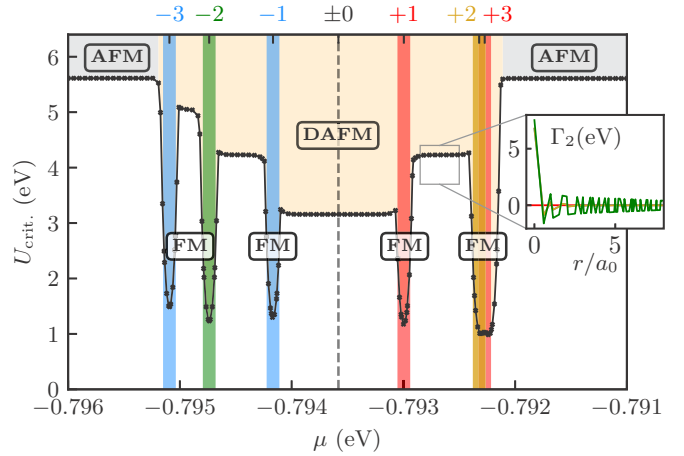 −3 −2 −1 ±0 +1 +2 +3
6
5
4
3
2
1
0
U_crit. (eV)
AFM
AFM
DAFM
FM
FM
FM
FM
Γ₂(eV)
5
0
0 5
r/a₀
−0.796 −0.795 −0.794 −0.793 −0.792 −0.791
μ (eV)